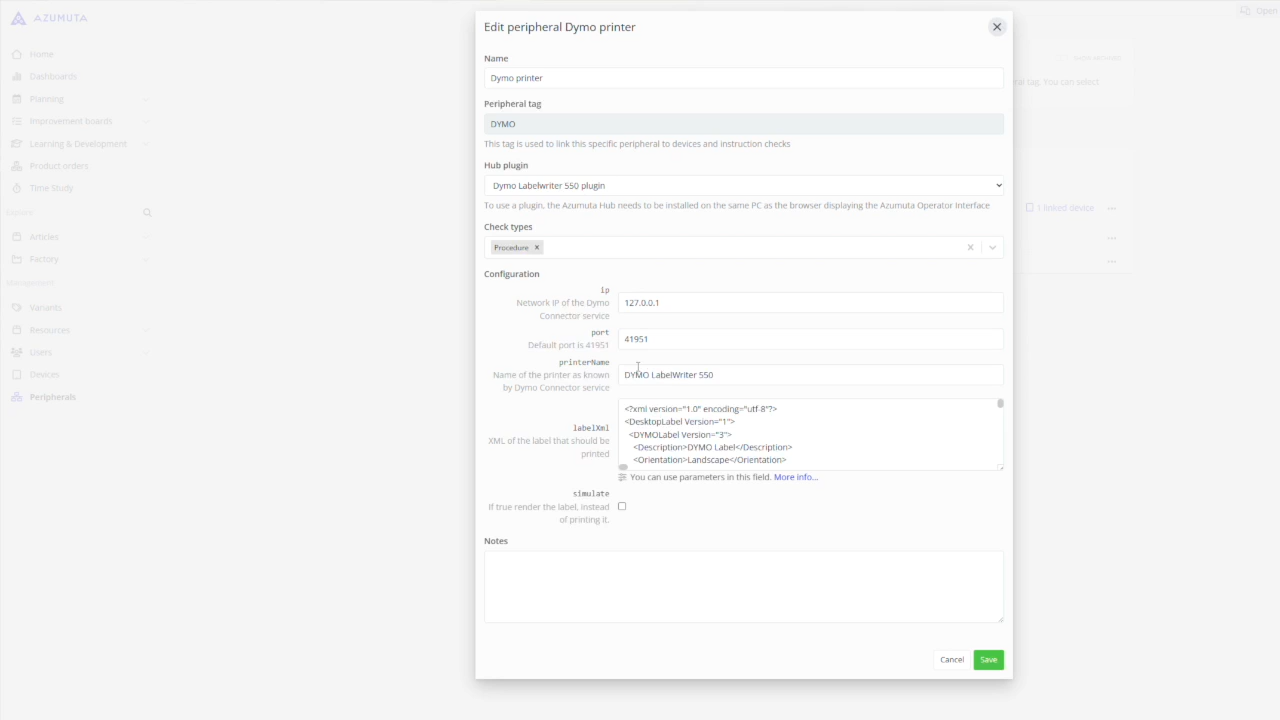 AZUMUTA
Open
Home
Dashboards
Planning
Improvement boards
Learning & Development
Product orders
Time Study
Explore
Articles
Factory
Management
Variants
Resources
Users
Devices
Peripherals
ral tag. You can select
1 linked device
Edit peripheral Dymo printer
Name
Dymo printer
Peripheral tag
DYMO
This tag is used to link this specific peripheral to devices and instruction checks
Hub plugin
Dymo Labelwriter 550 plugin
To use a plugin, the Azumuta Hub needs to be installed on the same PC as the browser displaying the Azumuta Operator Interface
Check types
Procedure
Configuration
ip
Network IP of the Dymo
Connector service
127.0.0.1
port
Default port is 41951
41951
printerName
Name of the printer as known
by Dymo Connector service
DYMO LabelWriter 550
labelXml
XML of the label that should be
printed
<?xml version="1.0" encoding="utf-8"?>
<DesktopLabel Version="1">
<DYMOLabel Version="3">
<Description>DYMO Label</Description>
<Orientation>Landscape</Orientation>
You can use parameters in this field. More info...
simulate
If true render the label, instead
of printing it.
Notes
Cancel
Save